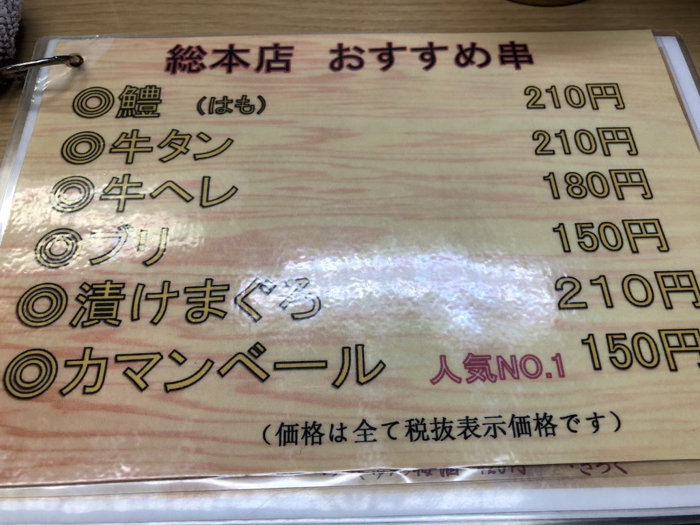 総本店 おすすめ串
◎鱧 (はも) 210円
◎牛タン 210円
◎牛ヘレ 180円
◎ブリ 150円
◎漬けまぐろ 210円
◎カマンベール 人気NO.1 150円
(価格は全て税抜表示価格です)